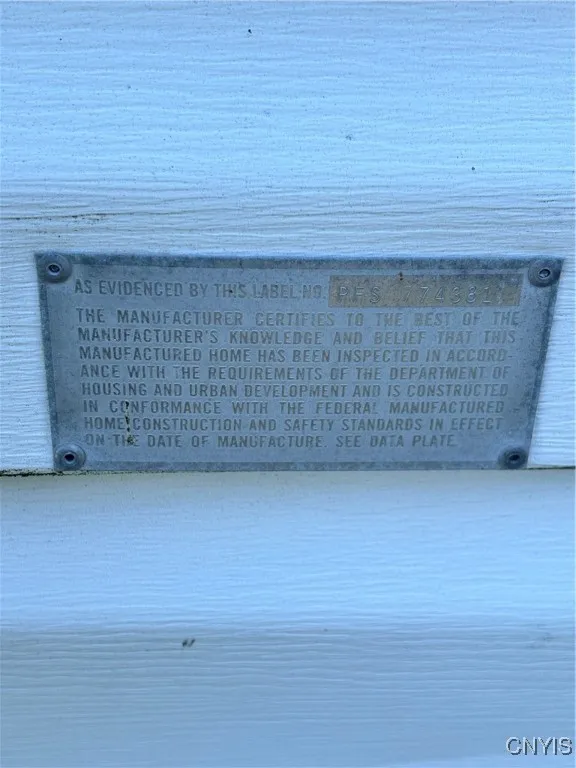 AS EVIDENCED BY THIS LABEL NO. PFS
THE MANUFACTURER CERTIFIES TO THE BEST OF THE
MANUFACTURER'S KNOWLEDGE AND BELIEF THAT THIS
MANUFACTURED HOME HAS BEEN INSPECTED IN ACCORD-
ANCE WITH THE REQUIREMENTS OF THE DEPARTMENT OF
HOUSING AND URBAN DEVELOPMENT AND IS CONSTRUCTED
IN CONFORMANCE WITH THE FEDERAL MANUFACTURED
HOME CONSTRUCTION AND SAFETY STANDARDS IN EFFECT
ON THE DATE OF MANUFACTURE. SEE DATA PLATE.
CNYIS